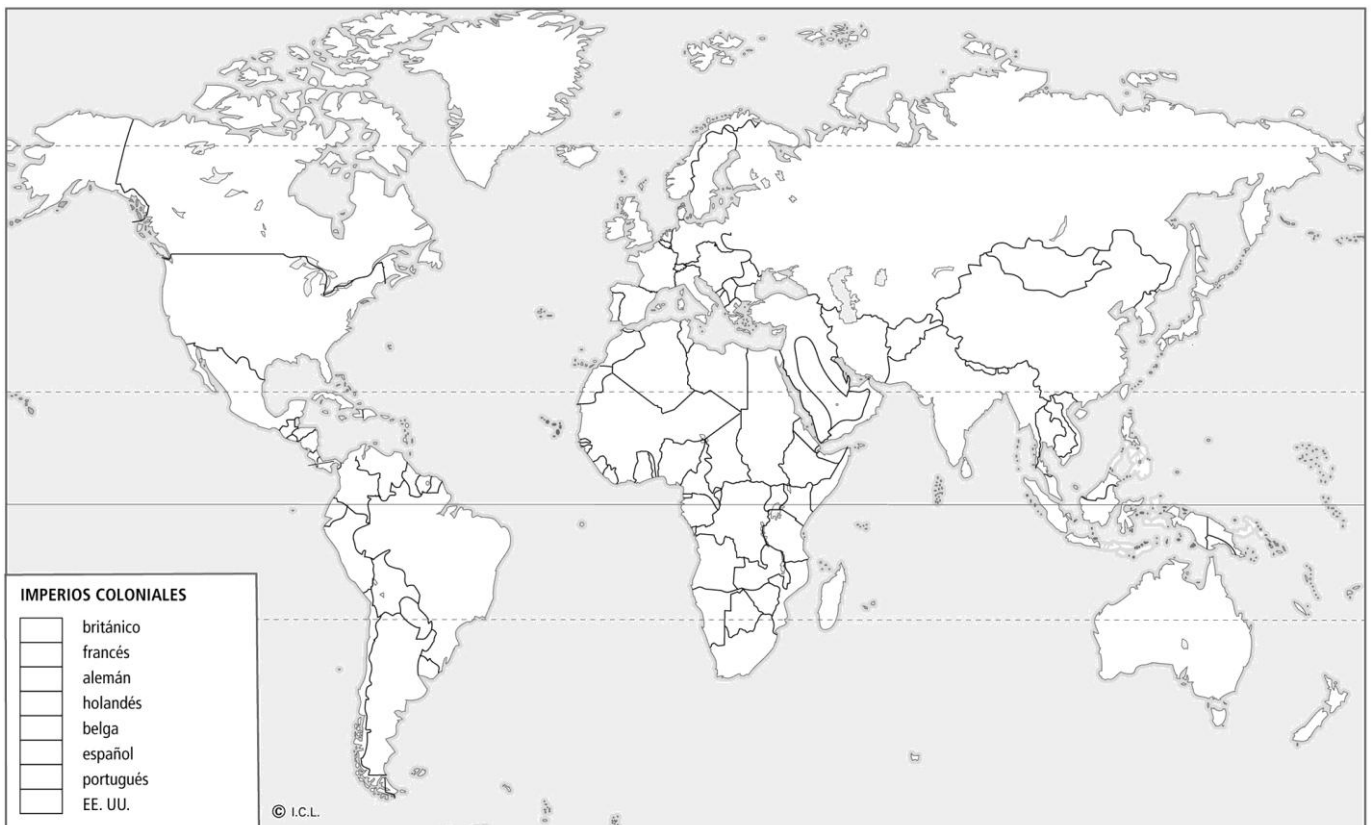 IMPERIOS COLONIALES
británico
francés
alemán
holandés
belga
español
portugués
EE. UU.
© I.C.L.